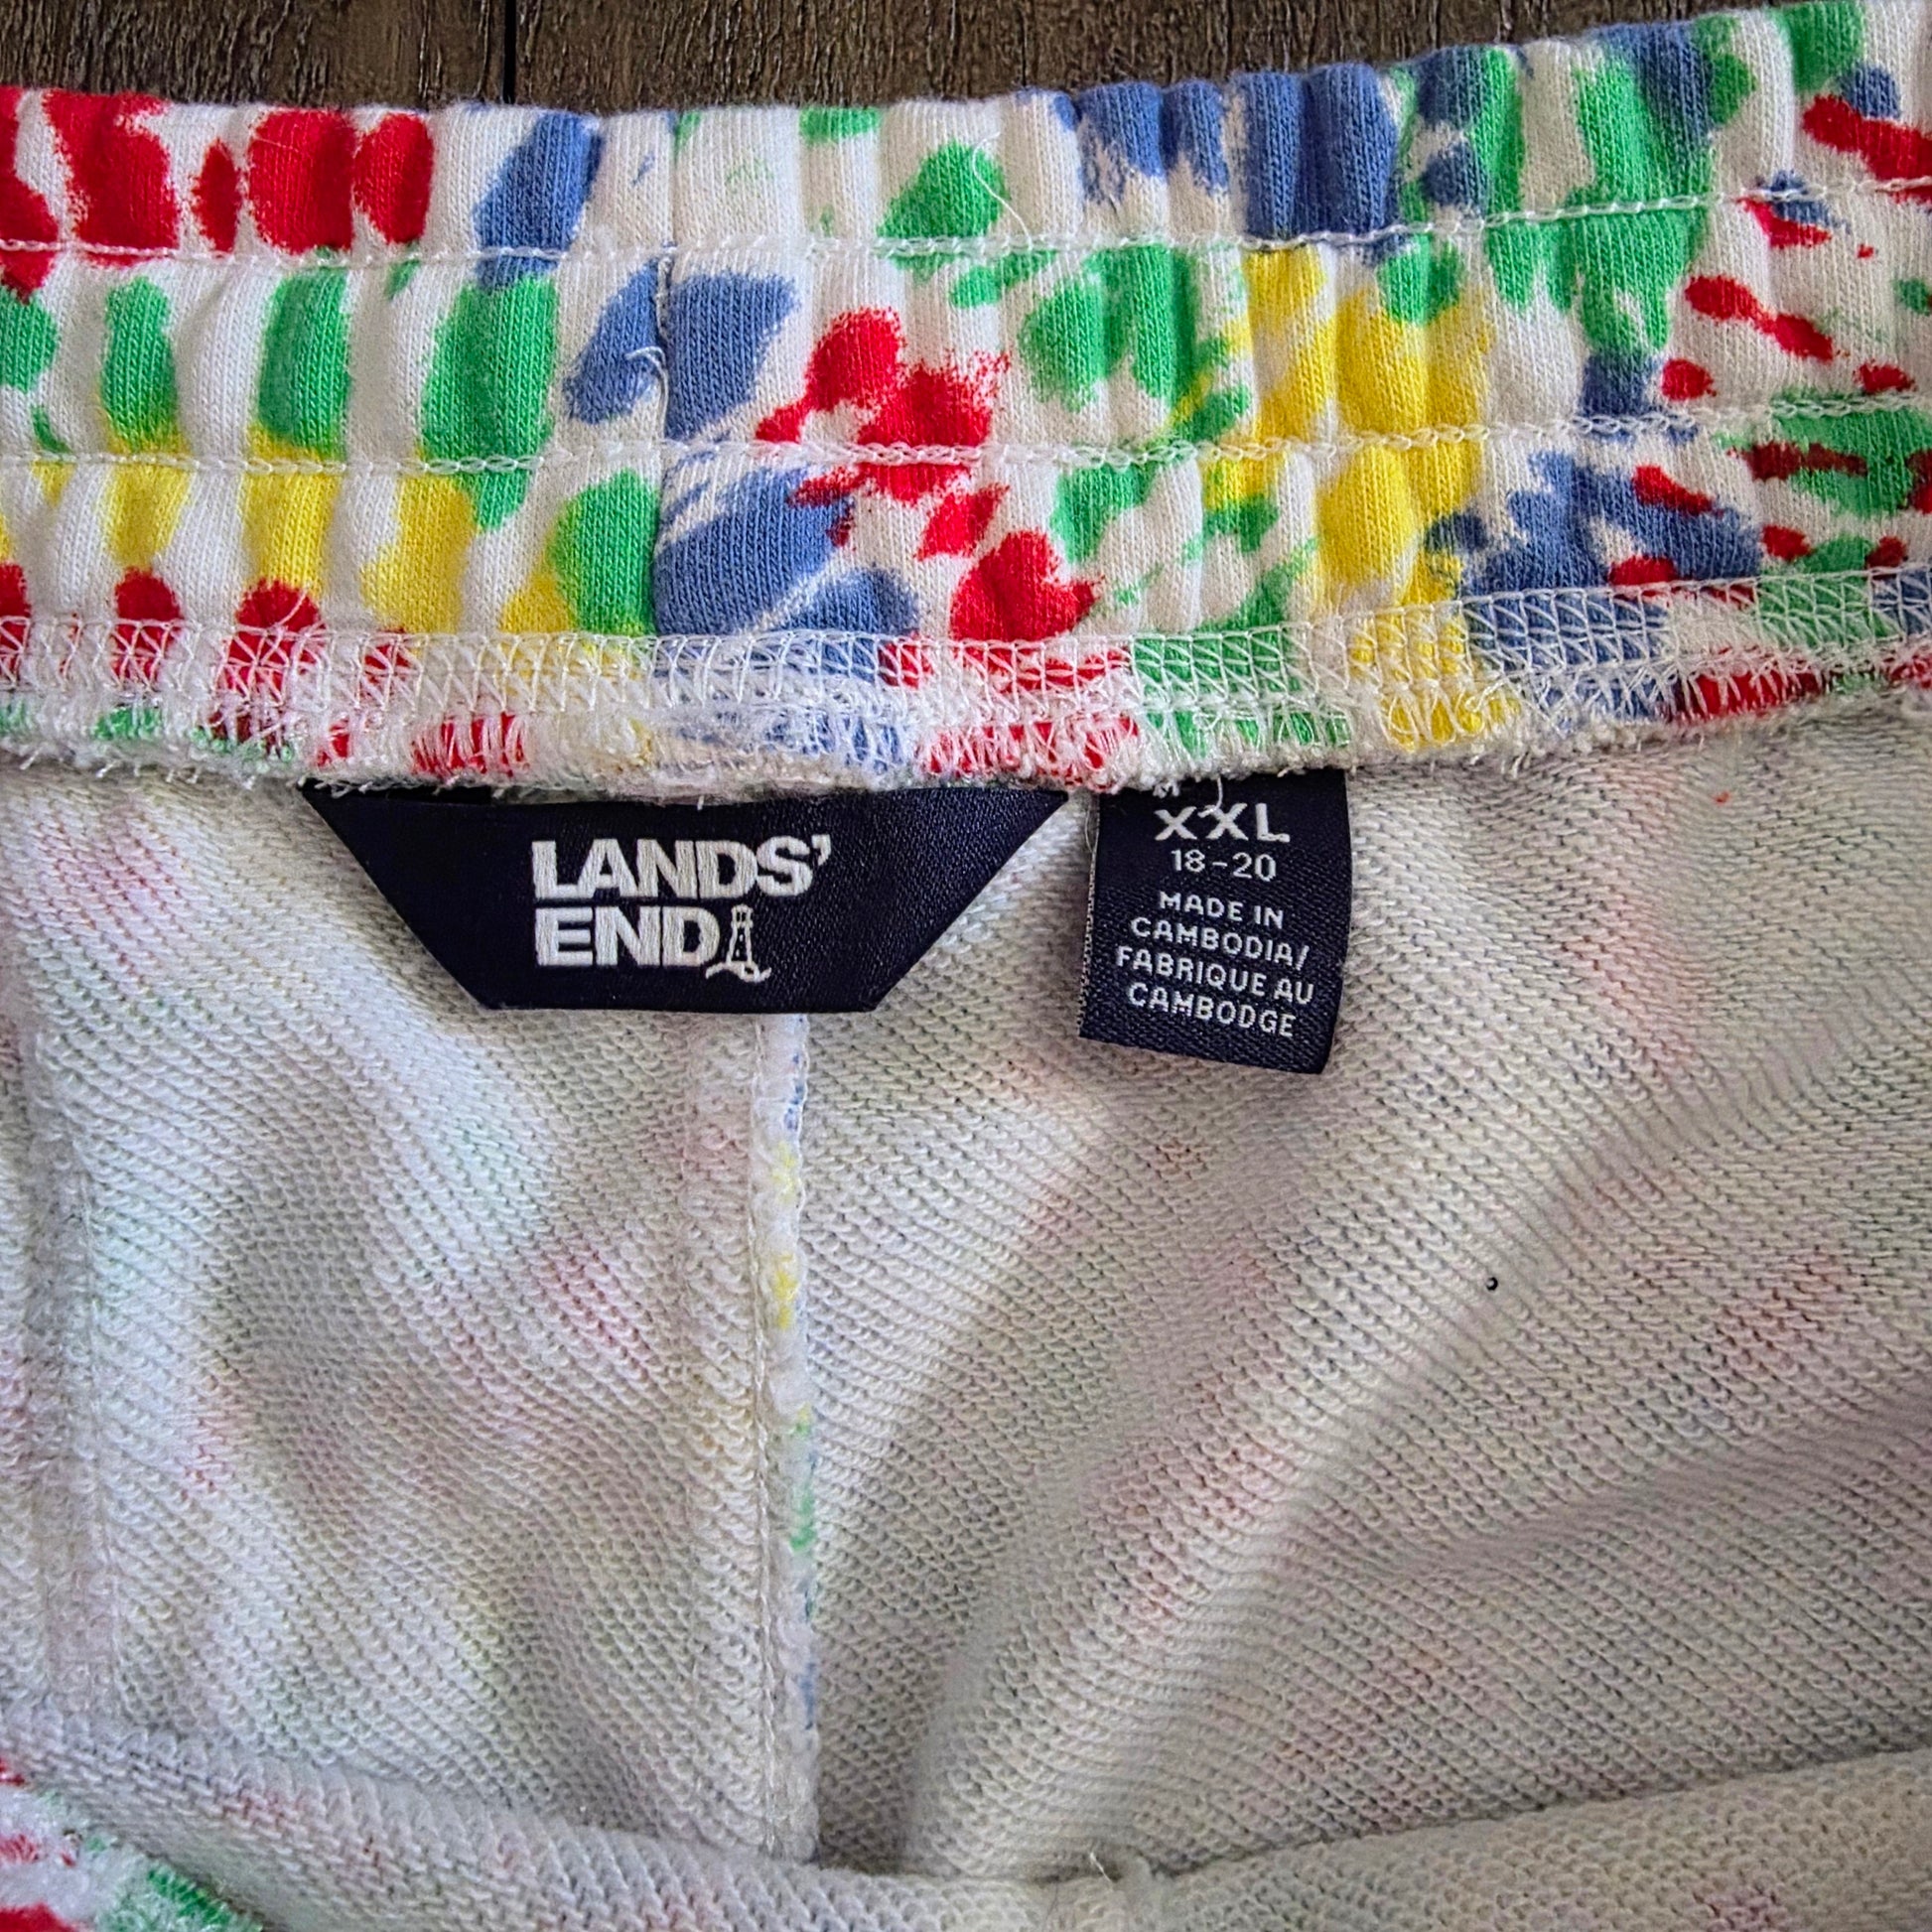 LANDS'
END
XXL
18-20
MADE IN
CAMBODIA/
FABRIQUE AU
CAMBODGE